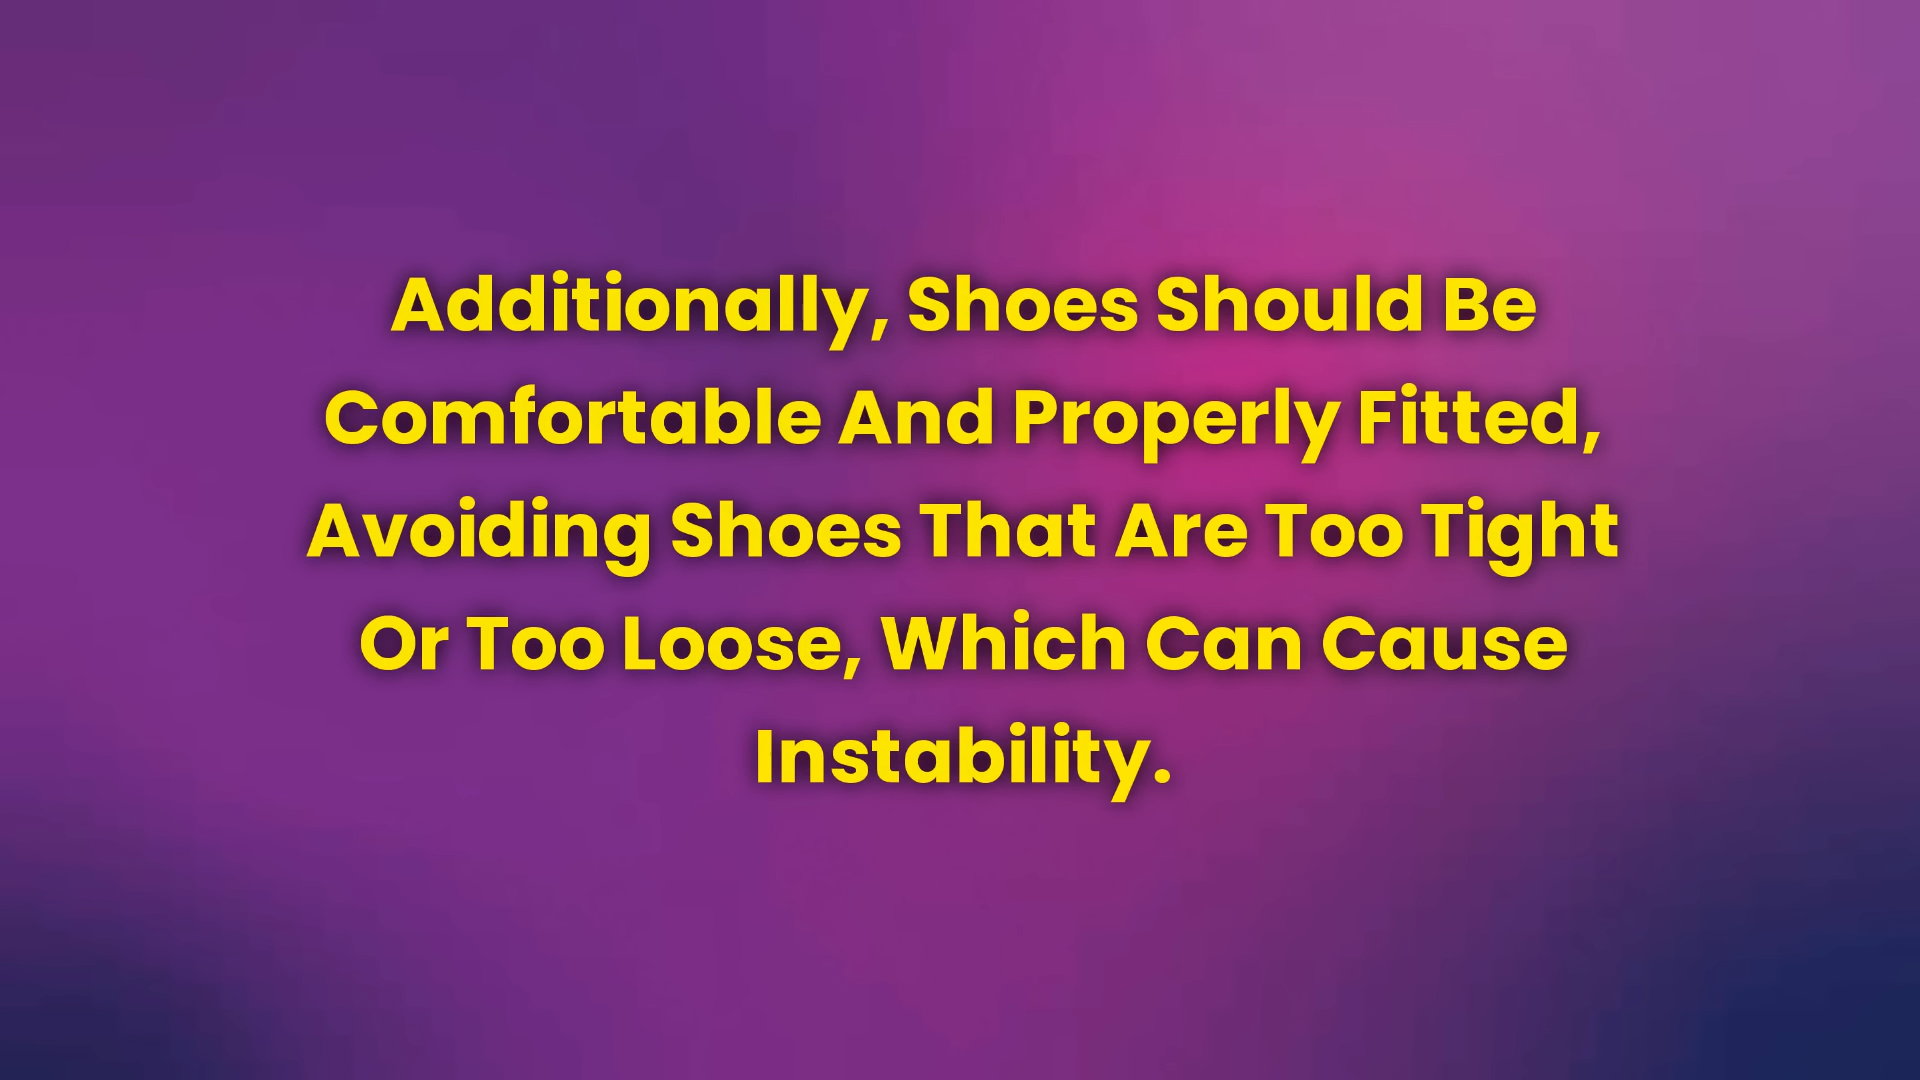 Additionally, Shoes Should Be
Comfortable And Properly Fitted,
Avoiding Shoes That Are Too Tight
Or Too Loose, Which Can Cause
Instability.